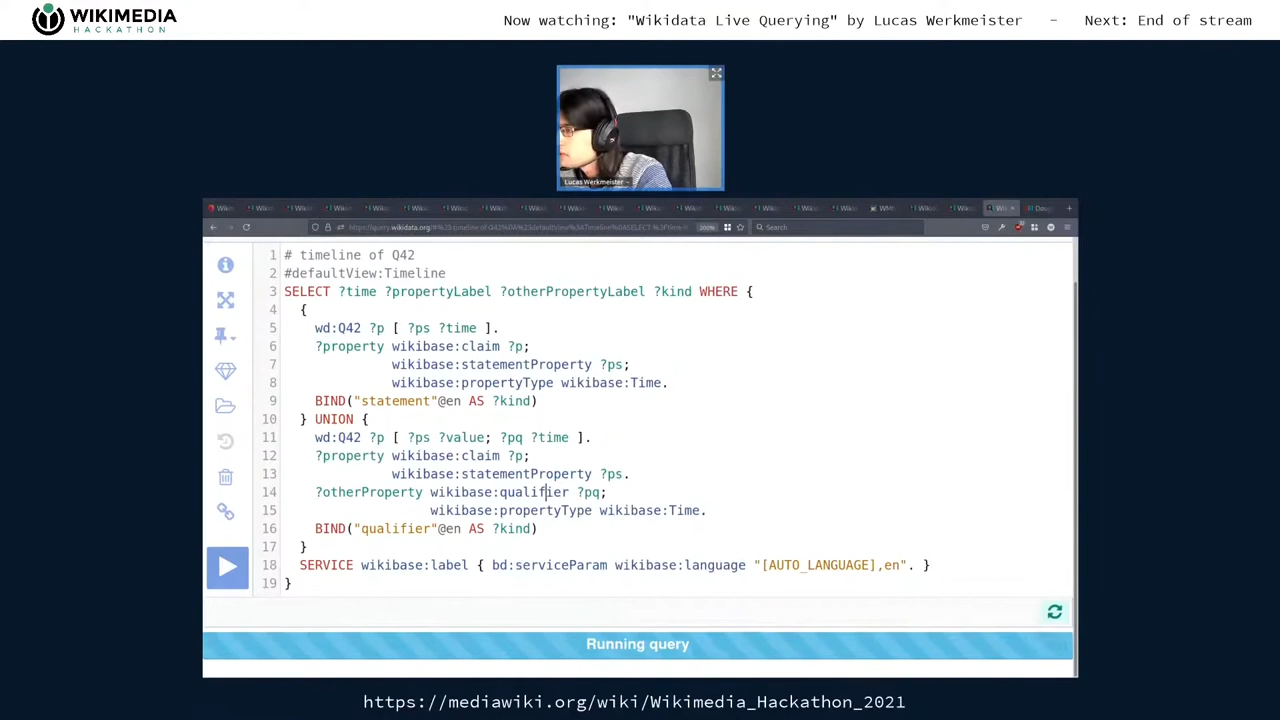 WIKIMEDIA
HACKATHON
Now watching: "Wikidata Live Querying" by Lucas Werkmeister - Next: End of stream
Lucas Werkmeister
200%
Search
1 # timeline of Q42
2 #defaultView:Timeline
3 SELECT ?time ?propertyLabel ?otherPropertyLabel ?kind WHERE {
4 {
5 wd:Q42 ?p [ ?ps ?time ].
6 ?property wikibase:claim ?p;
7 wikibase:statementProperty ?ps;
8 wikibase:propertyType wikibase:Time.
9 BIND("statement"@en AS ?kind)
10 } UNION {
11 wd:Q42 ?p [ ?ps ?value; ?pq ?time ].
12 ?property wikibase:claim ?p;
13 wikibase:statementProperty ?ps.
14 ?otherProperty wikibase:qualifier ?pq;
15 wikibase:propertyType wikibase:Time.
16 BIND("qualifier"@en AS ?kind)
17 }
18 SERVICE wikibase:label { bd:serviceParam wikibase:language "[AUTO_LANGUAGE],en". }
19 }
Running query
https://mediawiki.org/wiki/Wikimedia_Hackathon_2021